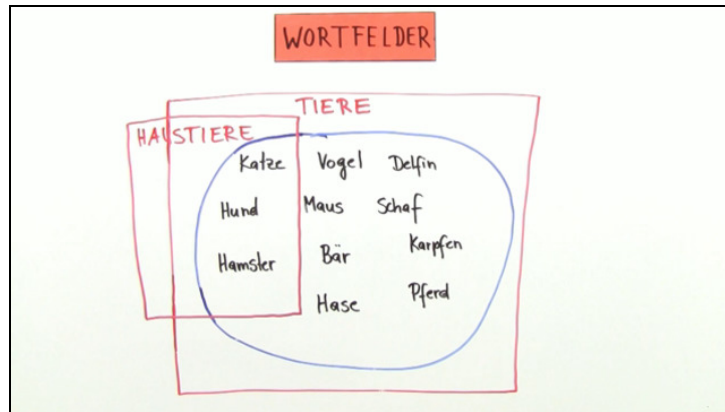 WORTFELDER
TIERE
HAUSTIERE
Katze Vogel Delfin
Hund Maus Schaf
Hamster Bär Karpfen
Hase Pferd